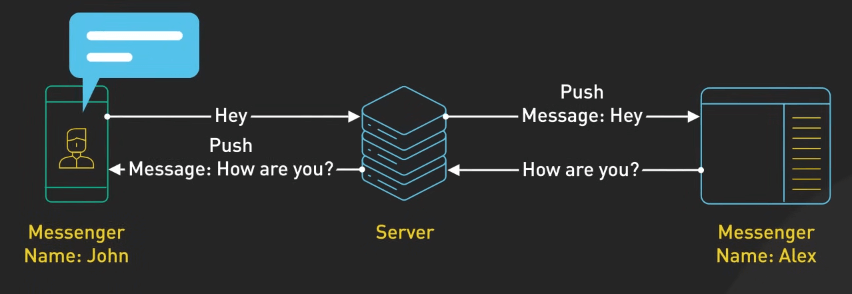 Hey
Push
Message: How are you?
Push
Message: Hey
How are you?
Messenger
Name: John
Server
Messenger
Name: Alex